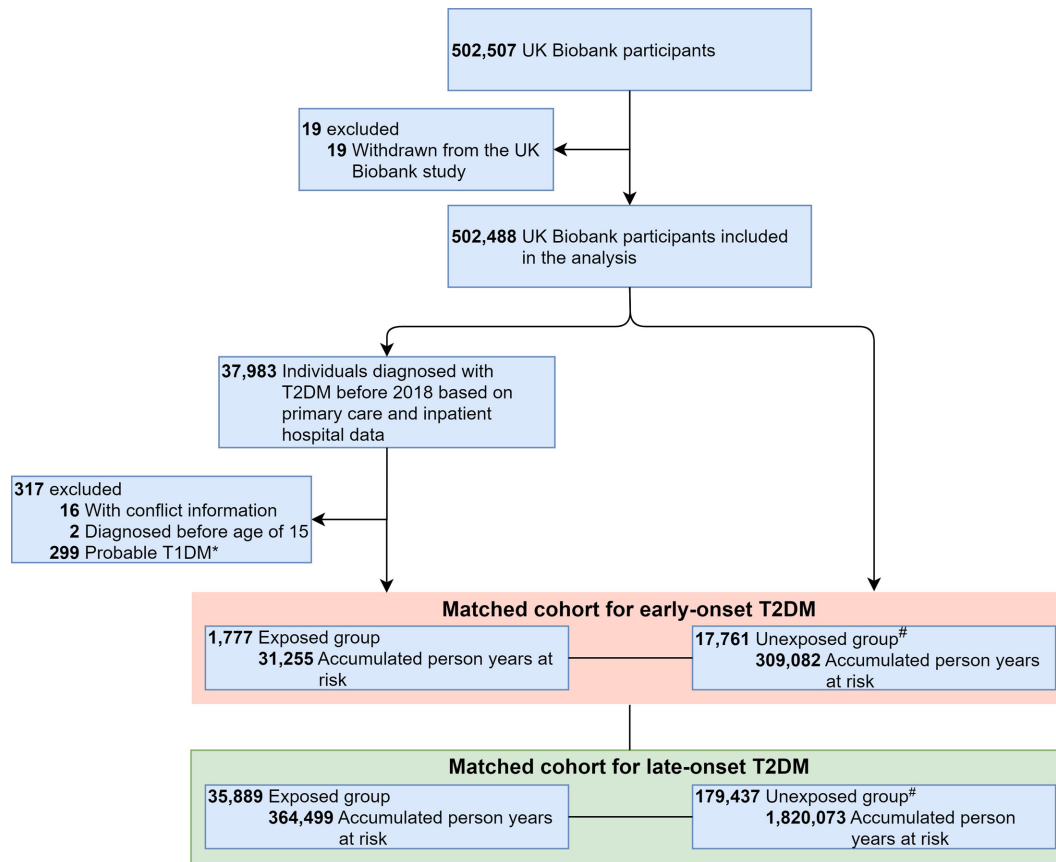 502,507 UK Biobank participants
19 excluded
19 Withdrawn from the UK
Biobank study
502,488 UK Biobank participants included
in the analysis
37,983 Individuals diagnosed with
T2DM before 2018 based on
primary care and inpatient
hospital data
317 excluded
16 With conflict information
2 Diagnosed before age of 15
299 Probable T1DM*
Matched cohort for early-onset T2DM
1,777 Exposed group
31,255 Accumulated person years at
risk
17,761 Unexposed group#
309,082 Accumulated person years
at risk
Matched cohort for late-onset T2DM
35,889 Exposed group
364,499 Accumulated person years
at risk
179,437 Unexposed group#
1,820,073 Accumulated person
years at risk